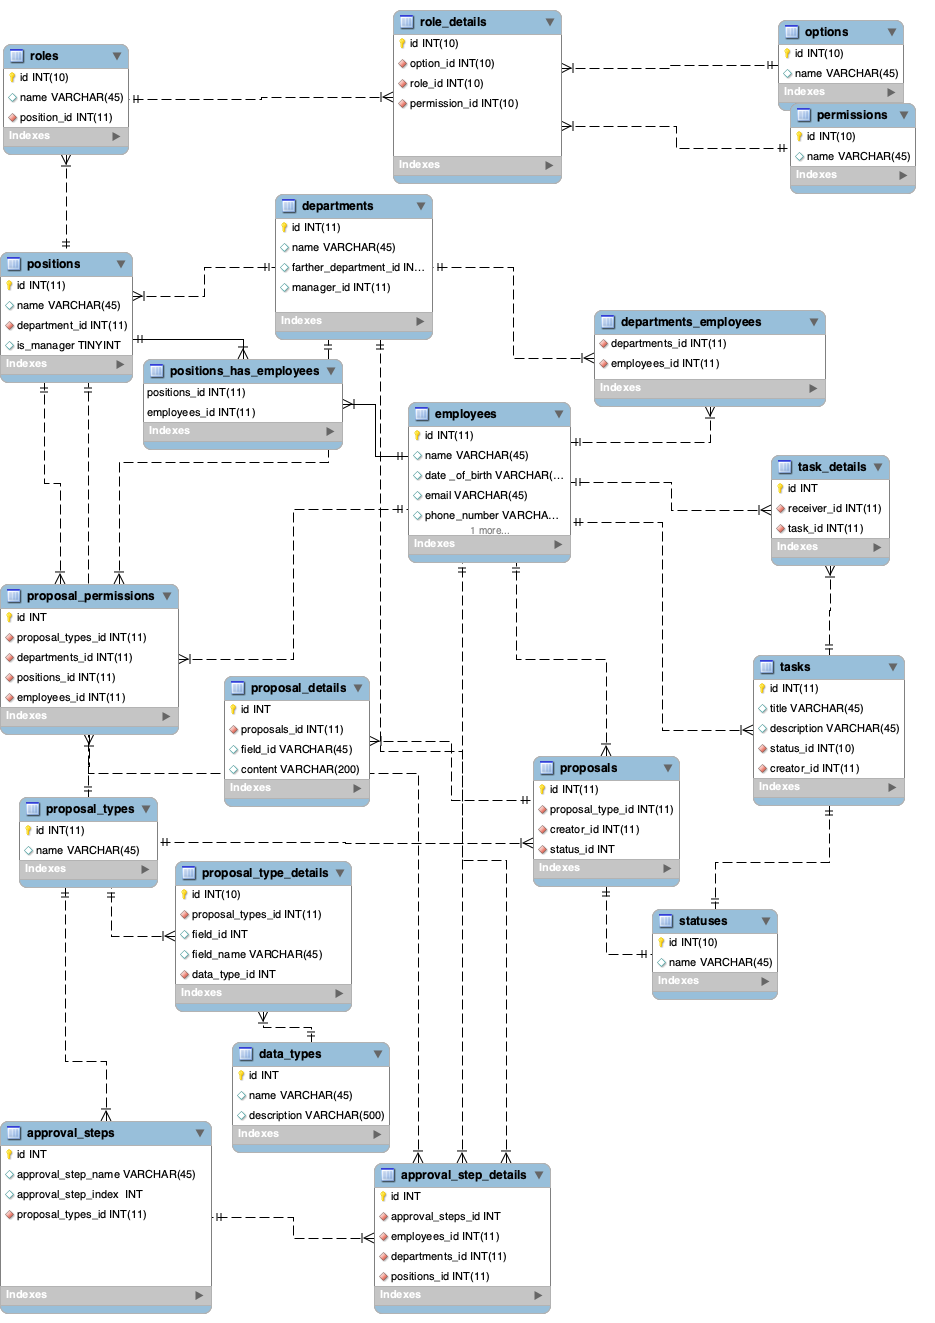 role_details
id INT(10)
option_id INT(10)
role_id INT(10)
permission_id INT(10)
Indexes
options
id INT(10)
name VARCHAR(45)
Indexes
permissions
id INT(10)
name VARCHAR(45)
Indexes
roles
id INT(10)
name VARCHAR(45)
position_id INT(11)
Indexes
departments
id INT(11)
name VARCHAR(45)
farther_department_id IN...
manager_id INT(11)
Indexes
positions
id INT(11)
name VARCHAR(45)
department_id INT(11)
is_manager TINYINT
Indexes
departments_employees
departments_id INT(11)
employees_id INT(11)
Indexes
positions_has_employees
positions_id INT(11)
employees_id INT(11)
Indexes
employees
id INT(11)
name VARCHAR(45)
date _of_birth VARCHAR(...
email VARCHAR(45)
phone_number VARCHA...
1 more...
Indexes
task_details
id INT
receiver_id INT(11)
task_id INT(11)
Indexes
proposal_permissions
id INT
proposal_types_id INT(11)
departments_id INT(11)
positions_id INT(11)
employees_id INT(11)
Indexes
proposal_details
id INT
proposals_id INT(11)
field_id VARCHAR(45)
content VARCHAR(200)
Indexes
tasks
id INT(11)
title VARCHAR(45)
description VARCHAR(45)
status_id INT(10)
creator_id INT(11)
Indexes
proposals
id INT(11)
proposal_type_id INT(11)
creator_id INT(11)
status_id INT
Indexes
proposal_types
id INT(11)
name VARCHAR(45)
Indexes
proposal_type_details
id INT(10)
proposal_types_id INT(11)
field_id INT
field_name VARCHAR(45)
data_type_id INT
Indexes
statuses
id INT(10)
name VARCHAR(45)
Indexes
data_types
id INT
name VARCHAR(45)
description VARCHAR(500)
Indexes
approval_steps
id INT
approval_step_name VARCHAR(45)
approval_step_index INT
proposal_types_id INT(11)
Indexes
approval_step_details
id INT
approval_steps_id INT
employees_id INT(11)
departments_id INT(11)
positions_id INT(11)
Indexes